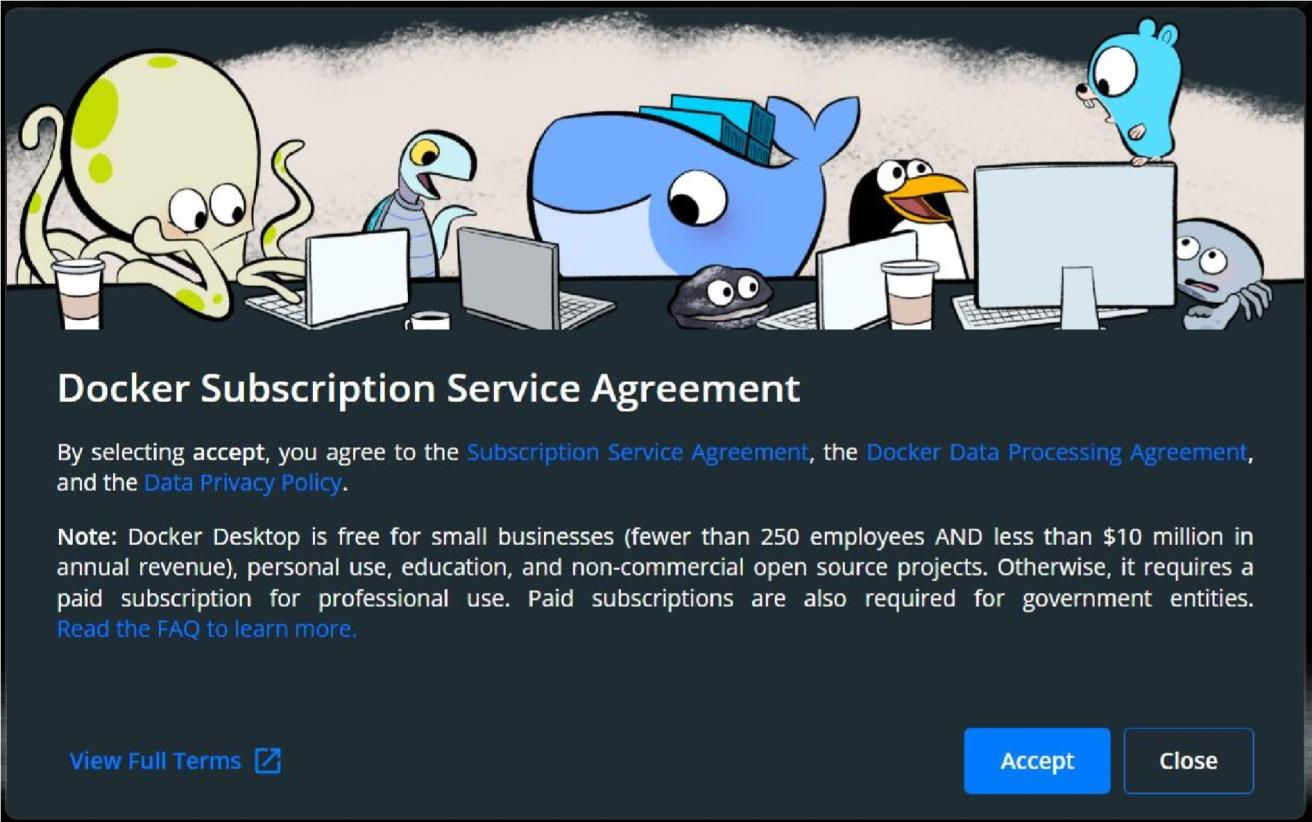 Docker Subscription Service Agreement
By selecting accept, you agree to the Subscription Service Agreement, the Docker Data Processing Agreement,
and the Data Privacy Policy.
Note: Docker Desktop is free for small businesses (fewer than 250 employees AND less than $10 million in
annual revenue), personal use, education, and non-commercial open source projects. Otherwise, it requires a
paid subscription for professional use. Paid subscriptions are also required for government entities.
Read the FAQ to learn more.
View Full Terms
Accept
Close